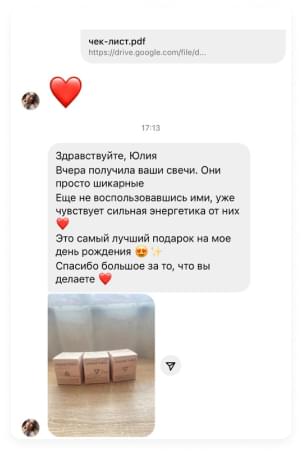 чек-лист.pdf
https://drive.google.com/file/d...
17:13
Здравствуйте, Юлия
Вчера получила ваши свечи. Они
просто шикарные
Еще не воспользовавшись ими, уже
чувствует сильная энергетика от них
❤️
Это самый лучший подарок на мое
день рождения 😍✨
Спасибо большое за то, что вы
делаете ❤️